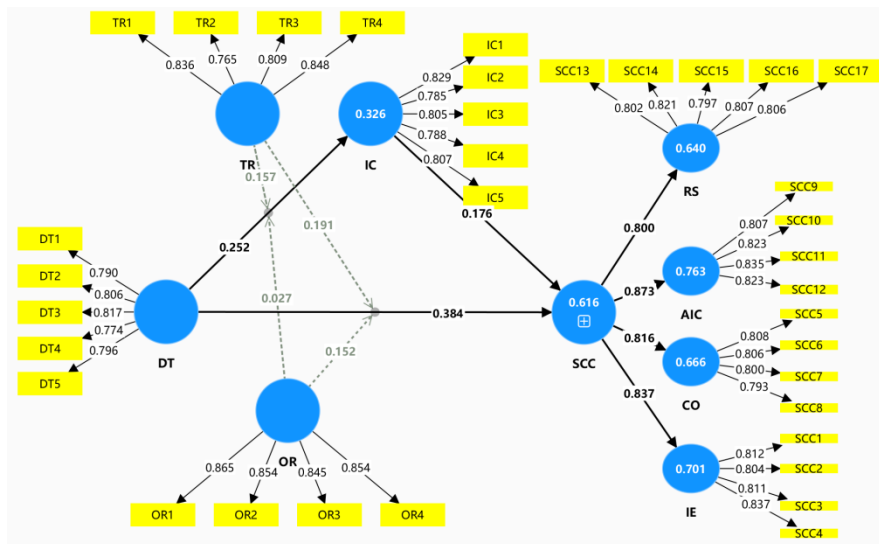 TR1 TR2 TR3 TR4
0.836 0.765 0.809 0.848
TR
IC1
IC2
IC3
IC4
IC5
0.829
0.785
0.805
0.788
0.807
0.326
IC
SCC13 SCC14 SCC15 SCC16 SCC17
0.802 0.821 0.797 0.807 0.806
0.640
RS
0.157
0.191
0.252
0.176
0.027
0.152
0.384
DT1
DT2
DT3
DT4
DT5
0.790
0.806
0.817
0.774
0.796
DT
0.616
SCC
0.800
0.873
0.816
0.837
SCC9
SCC10
SCC11
SCC12
0.807
0.823
0.835
0.823
0.763
AIC
SCC5
SCC6
SCC7
SCC8
0.808
0.806
0.800
0.793
0.666
CO
SCC1
SCC2
SCC3
SCC4
0.812
0.804
0.811
0.837
0.701
IE
OR
0.865 0.854 0.845 0.854
OR1 OR2 OR3 OR4